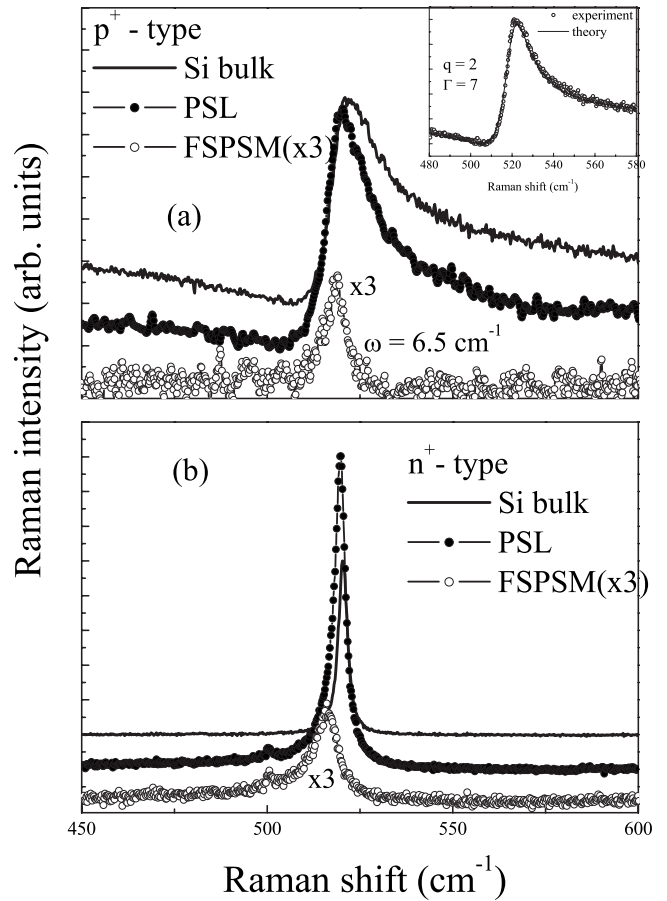 p+ - type
Si bulk
PSL
FSPSM(x3)
experiment
theory
q = 2
Γ = 7
480 500 520 540 560 580
Raman shift (cm-1)
(a)
x3
ω = 6.5 cm-1
Raman intensity (arb. units)
(b)
n+- type
Si bulk
PSL
FSPSM(x3)
x3
450 500 550 600
Raman shift (cm-1)